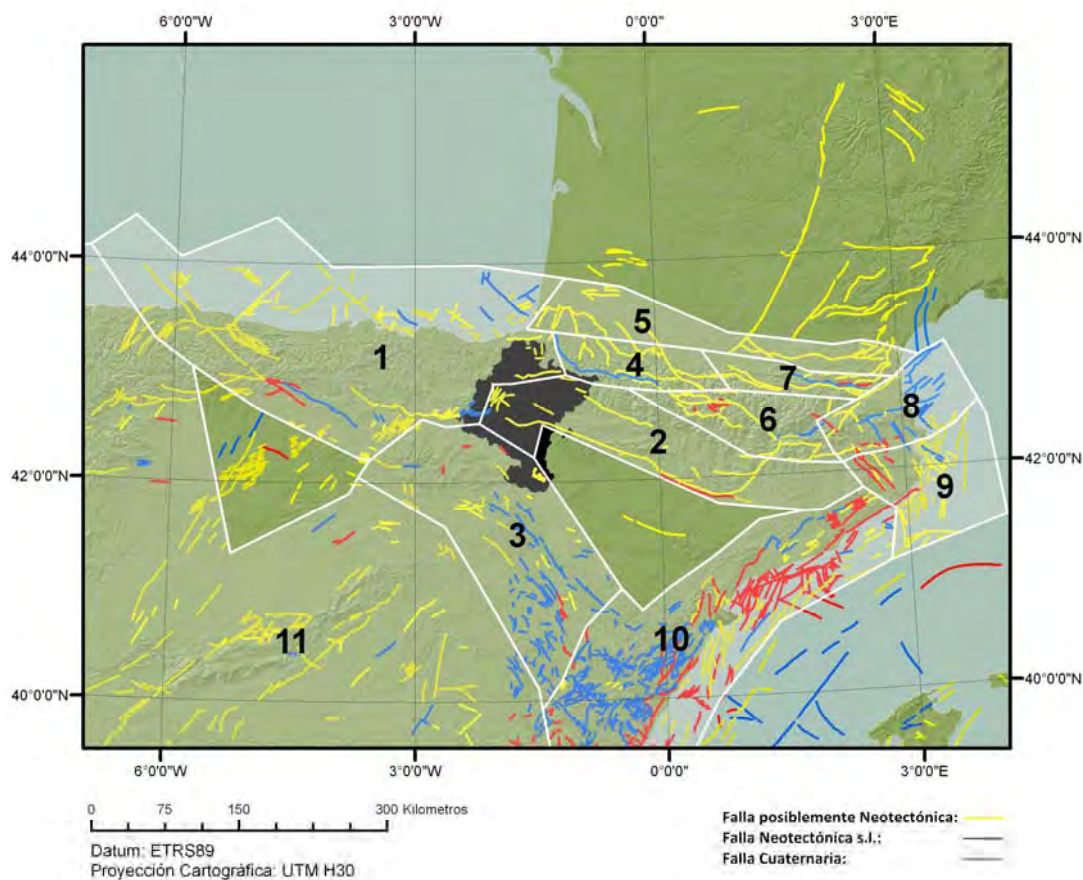 6°0'0"W 3°0'0"W 0°0'0" 3°0'0"E
44°0'0"N 44°0'0"N
5
4
1 7
8
6
2
42°0'0"N 42°0'0"N
9
3
11 10
40°0'0"N 40°0'0"N
6°0'0"W 3°0'0"W 0°0'0"E 3°0'0"E
0 75 150 300 Kilometros
Datum: ETRS89
Proyección Cartográfica: UTM H30
Falla posiblemente Neotectónica:
Falla Neotectónica s.l.:
Falla Cuaternaria: